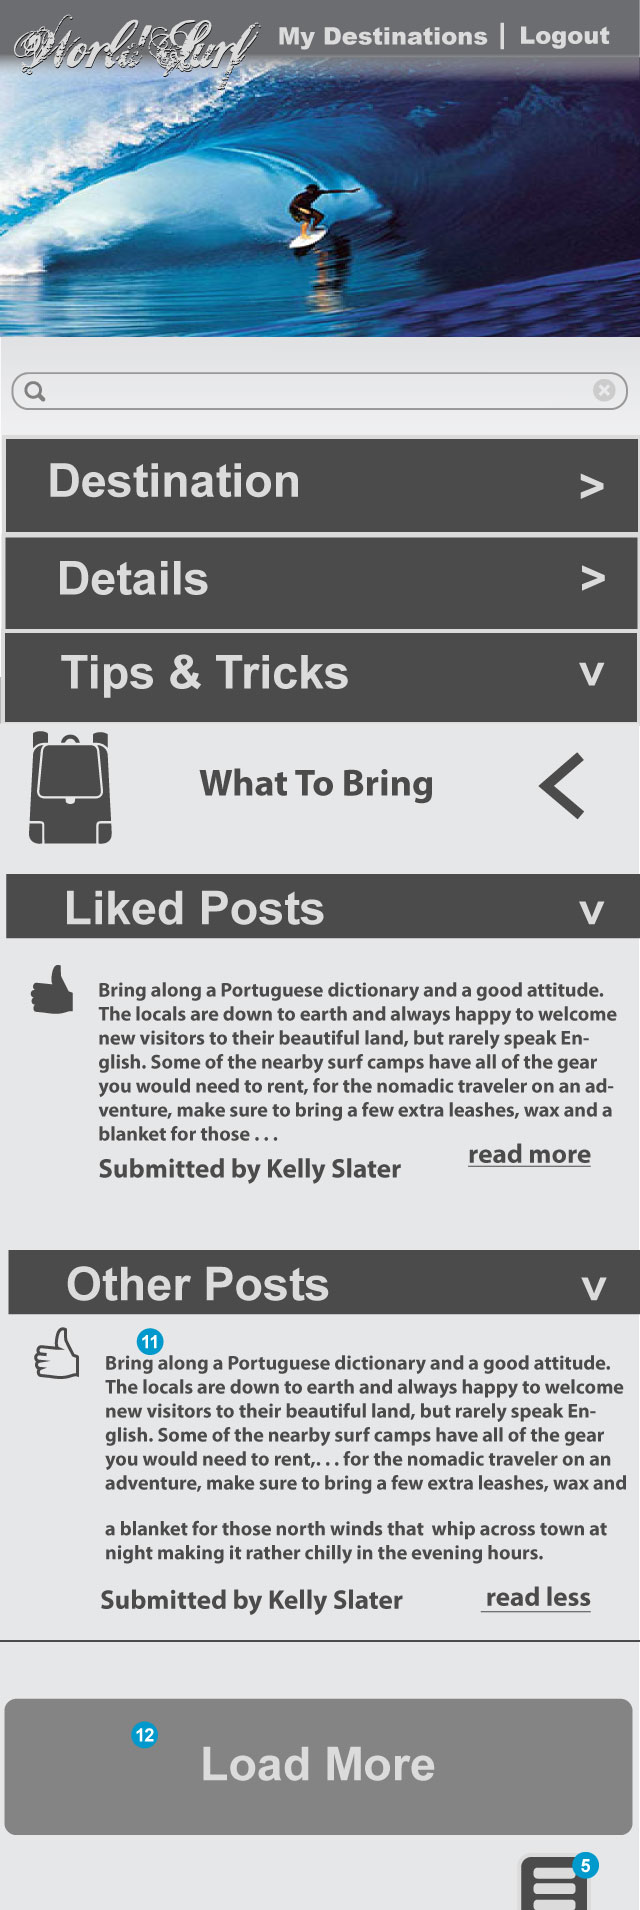 World Surf
My Destinations | Logout
Destination >
Details >
Tips & Tricks v
What To Bring
Liked Posts v
Bring along a Portuguese dictionary and a good attitude.
The locals are down to earth and always happy to welcome
new visitors to their beautiful land, but rarely speak En-
glish. Some of the nearby surf camps have all of the gear
you would need to rent, for the nomadic traveler on an ad-
venture, make sure to bring a few extra leashes, wax and a
blanket for those . . .
read more
Submitted by Kelly Slater
Other Posts v
11
Bring along a Portuguese dictionary and a good attitude.
The locals are down to earth and always happy to welcome
new visitors to their beautiful land, but rarely speak En-
glish. Some of the nearby surf camps have all of the gear
you would need to rent,. . . for the nomadic traveler on an
adventure, make sure to bring a few extra leashes, wax and
a blanket for those north winds that whip across town at
night making it rather chilly in the evening hours.
Submitted by Kelly Slater read less
12
Load More
5